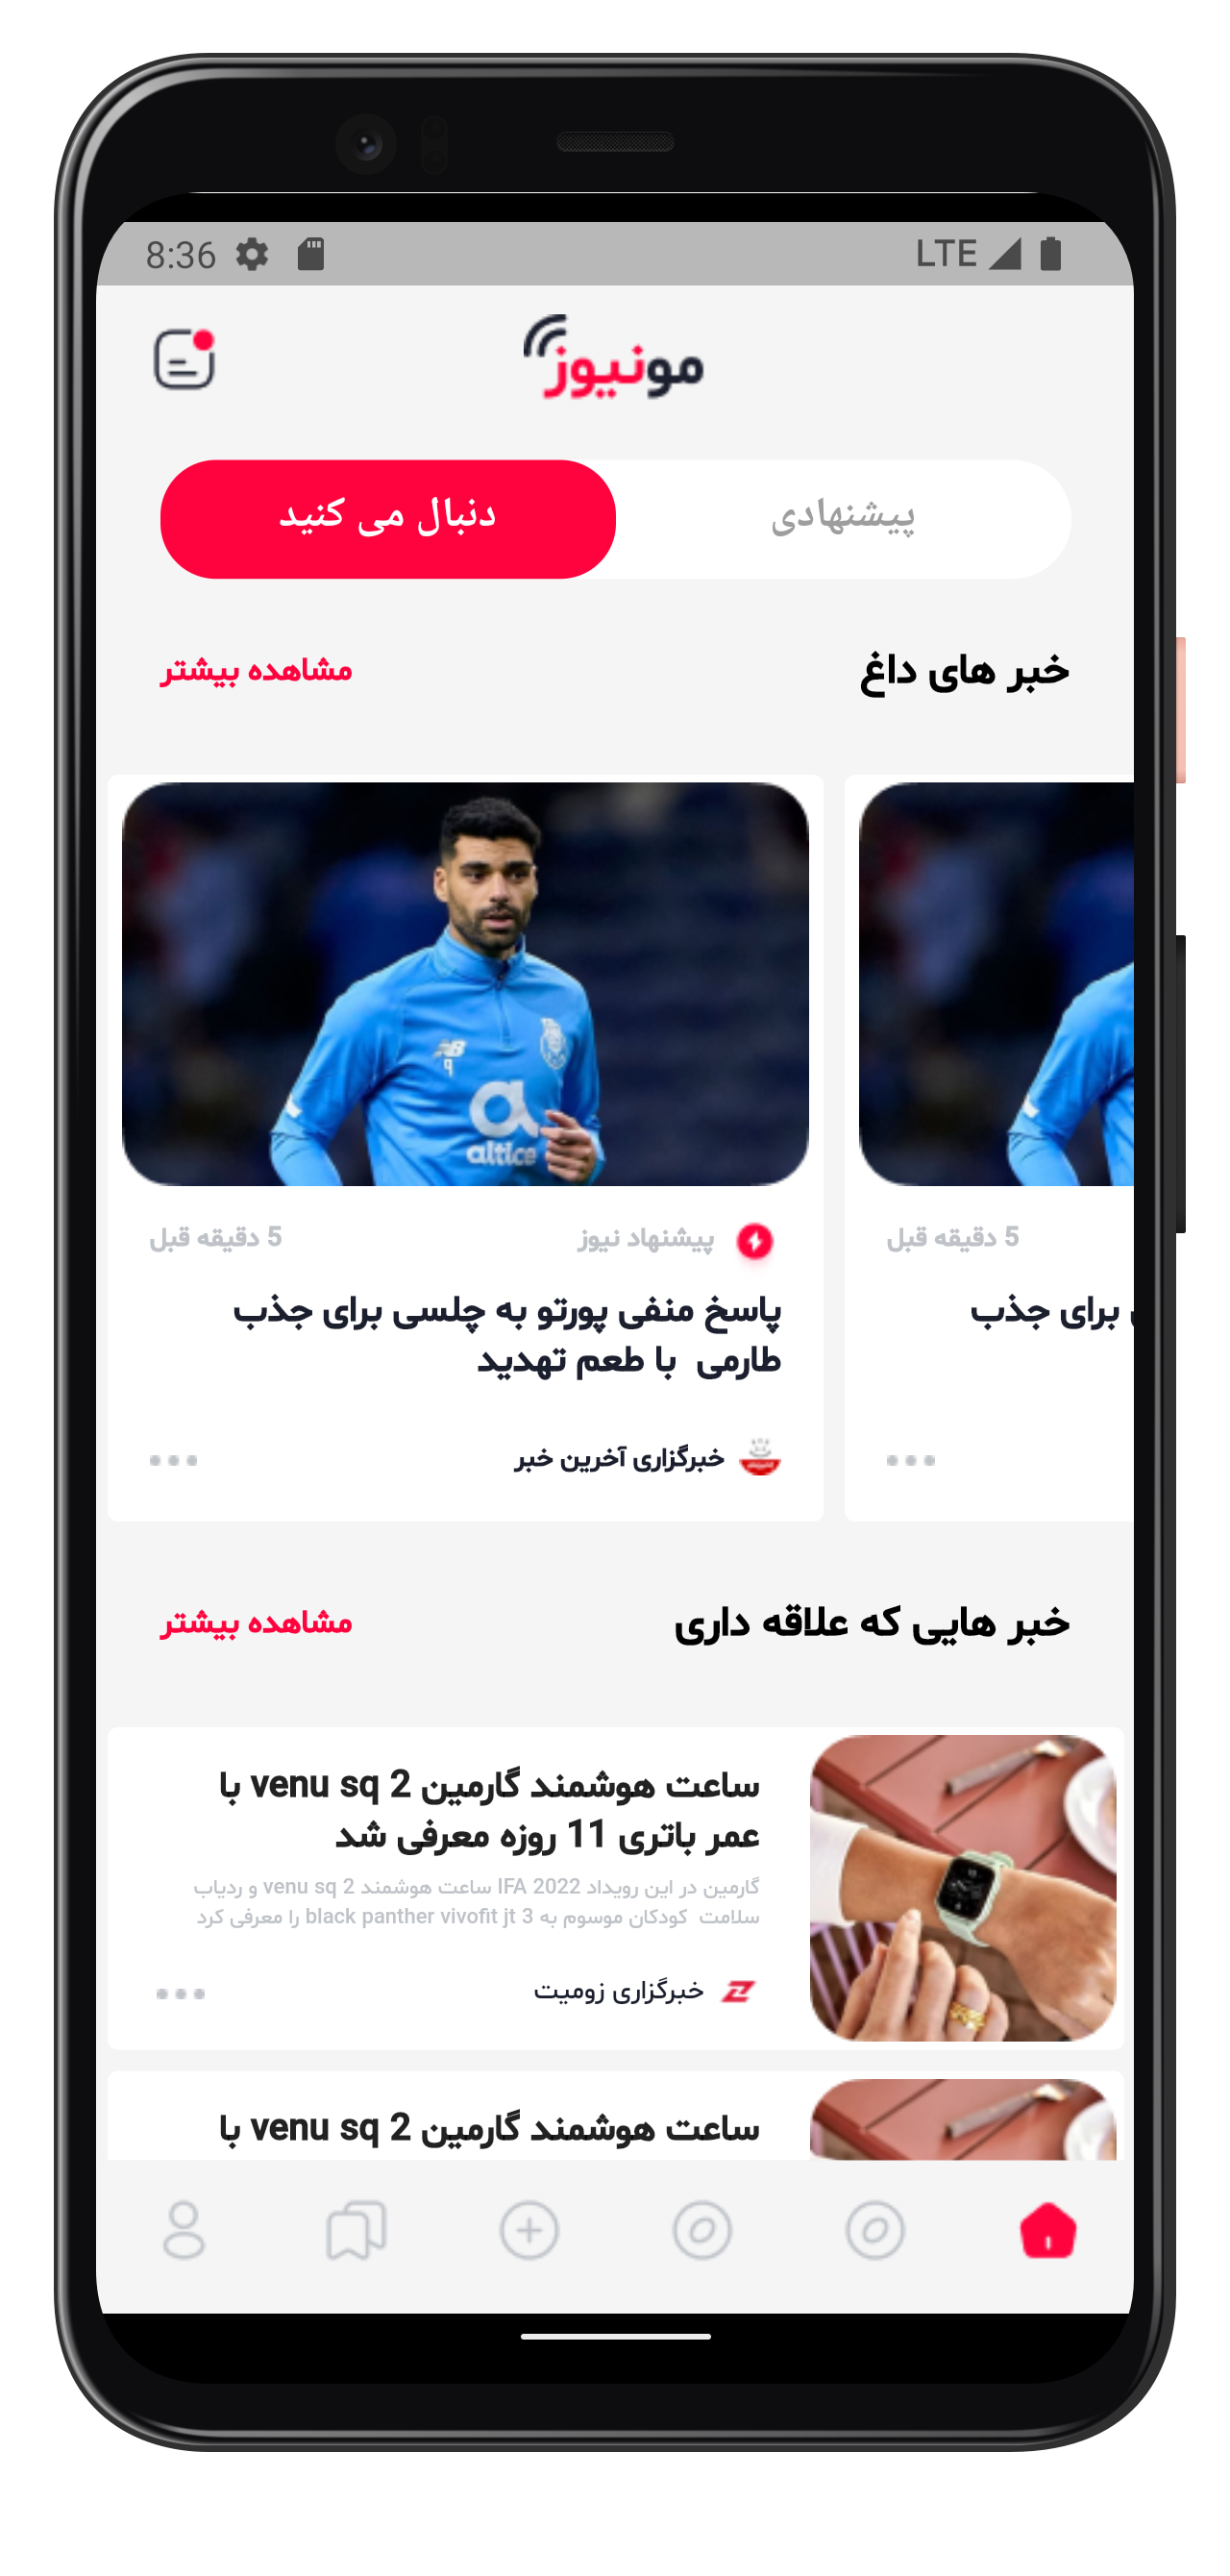 8:36
LTE
مونیوز
پیشنهادی
دنبال می کنید
خبر های داغ
مشاهده بیشتر
altice
پیشنهاد نیوز
5 دقیقه قبل
پاسخ منفی پورتو به چلسی برای جذب
طارمی با طعم تهدید
خبرگزاری آخرین خبر
5 دقیقه قبل
برای جذب
خبر هایی که علاقه داری
مشاهده بیشتر
ساعت هوشمند گارمین venu sq 2 با
عمر باتری 11 روزه معرفی شد
گارمین در این رویداد IFA 2022 ساعت هوشمند venu sq 2 و ردیاب
سلامت کودکان موسوم به black panther vivofit jt 3 را معرفی کرد
خبرگزاری زومیت
ساعت هوشمند گارمین venu sq 2 با